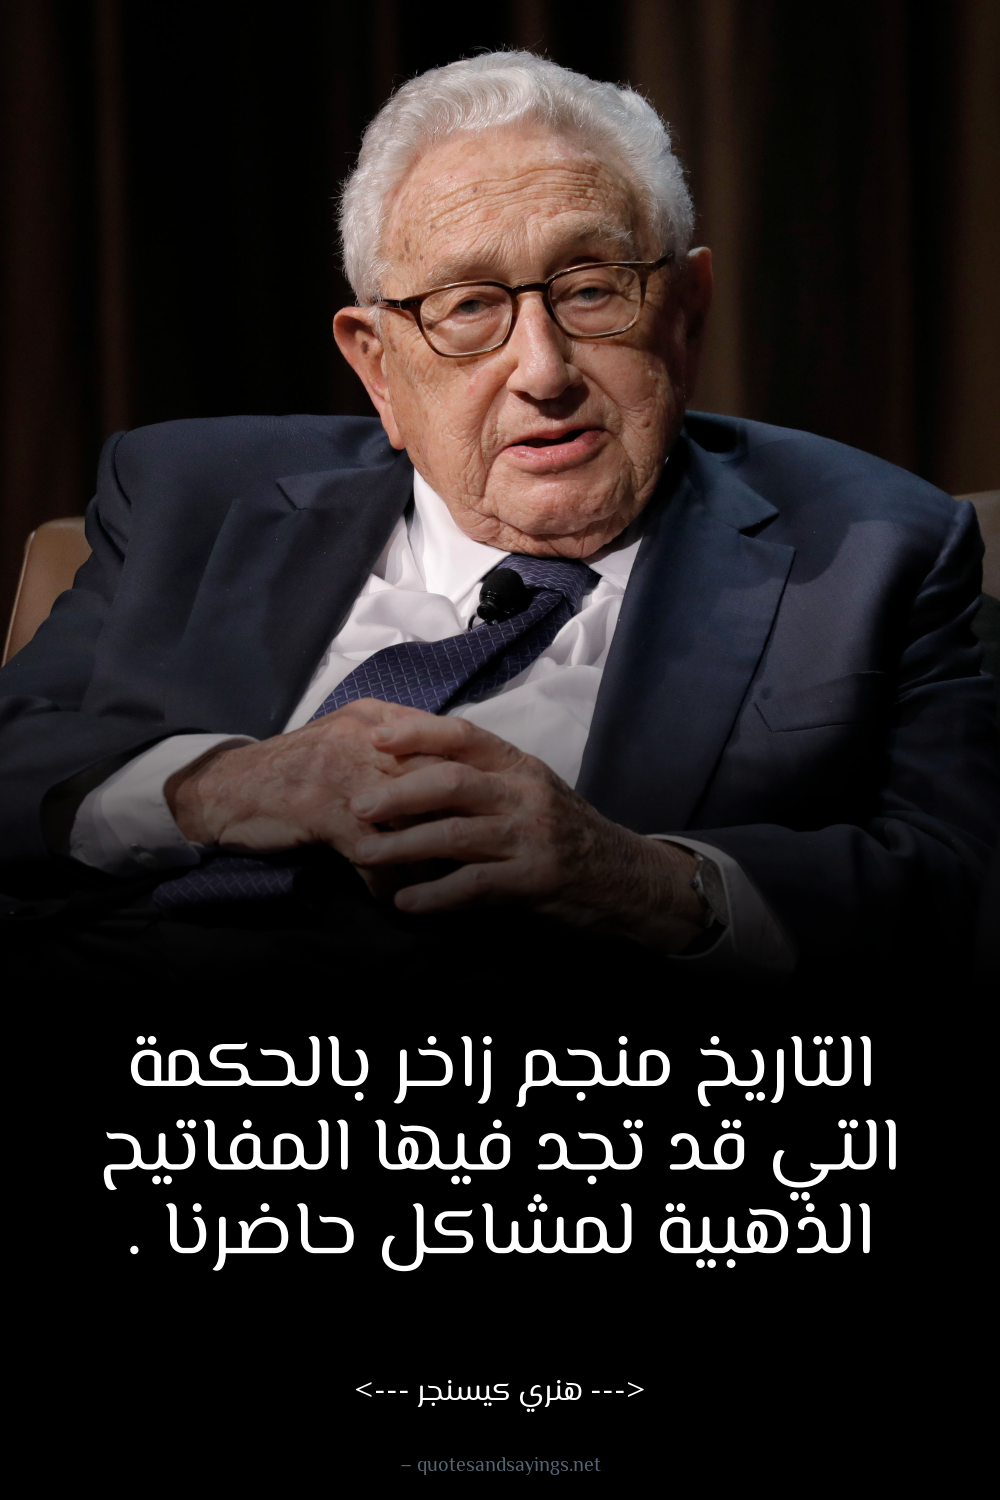 التاريخ منجم زاخر بالحكمة
التي قد تجد فيها المفاتيح
الذهبية لمشاكل حاضرنا .
<--- هنري كيسنجر --->
– quotesandsayings.net